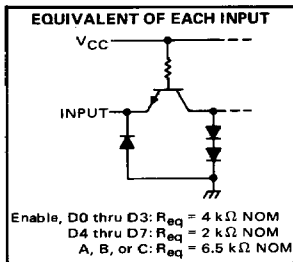 EQUIVALENT OF EACH INPUT
VCC
INPUT
Enable, D0 thru D3: Req = 4 kΩ NOM
D4 thru D7: Req = 2 kΩ NOM
A, B, or C: Req = 6.5 kΩ NOM